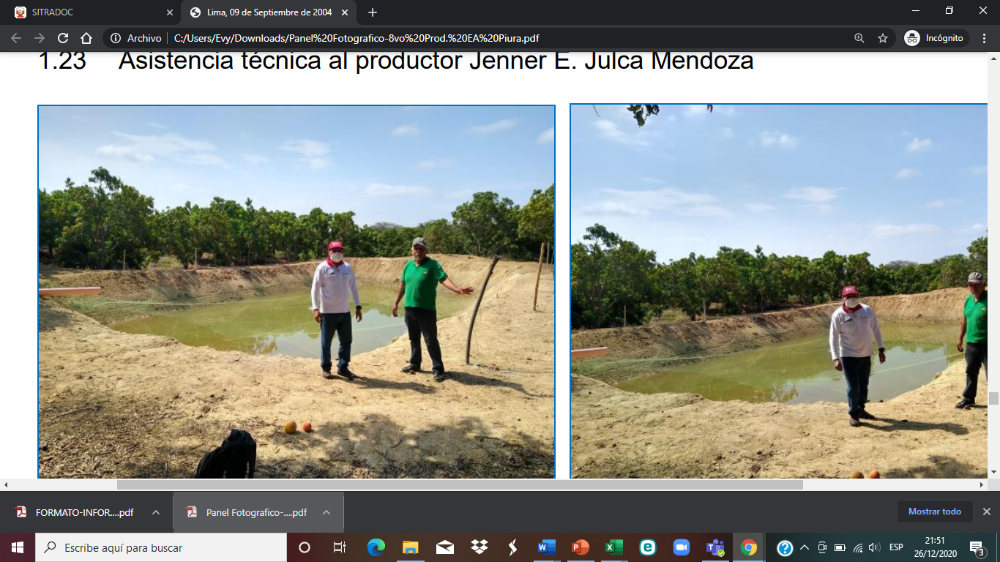 SITRADOC
Lima, 09 de Septiembre de 2004
Archivo
C:/Users/Evy/Downloads/Panel%20Fotografico-8vo%20Prod.%20EA%20Piura.pdf
Incógnito
1.23 Asistencia técnica al productor Jenner E. Julca Mendoza
FORMATO-INFOR....pdf
Panel Fotografico-....pdf
Mostrar todo
Escribe aquí para buscar
ESP
21:51
26/12/2020
3